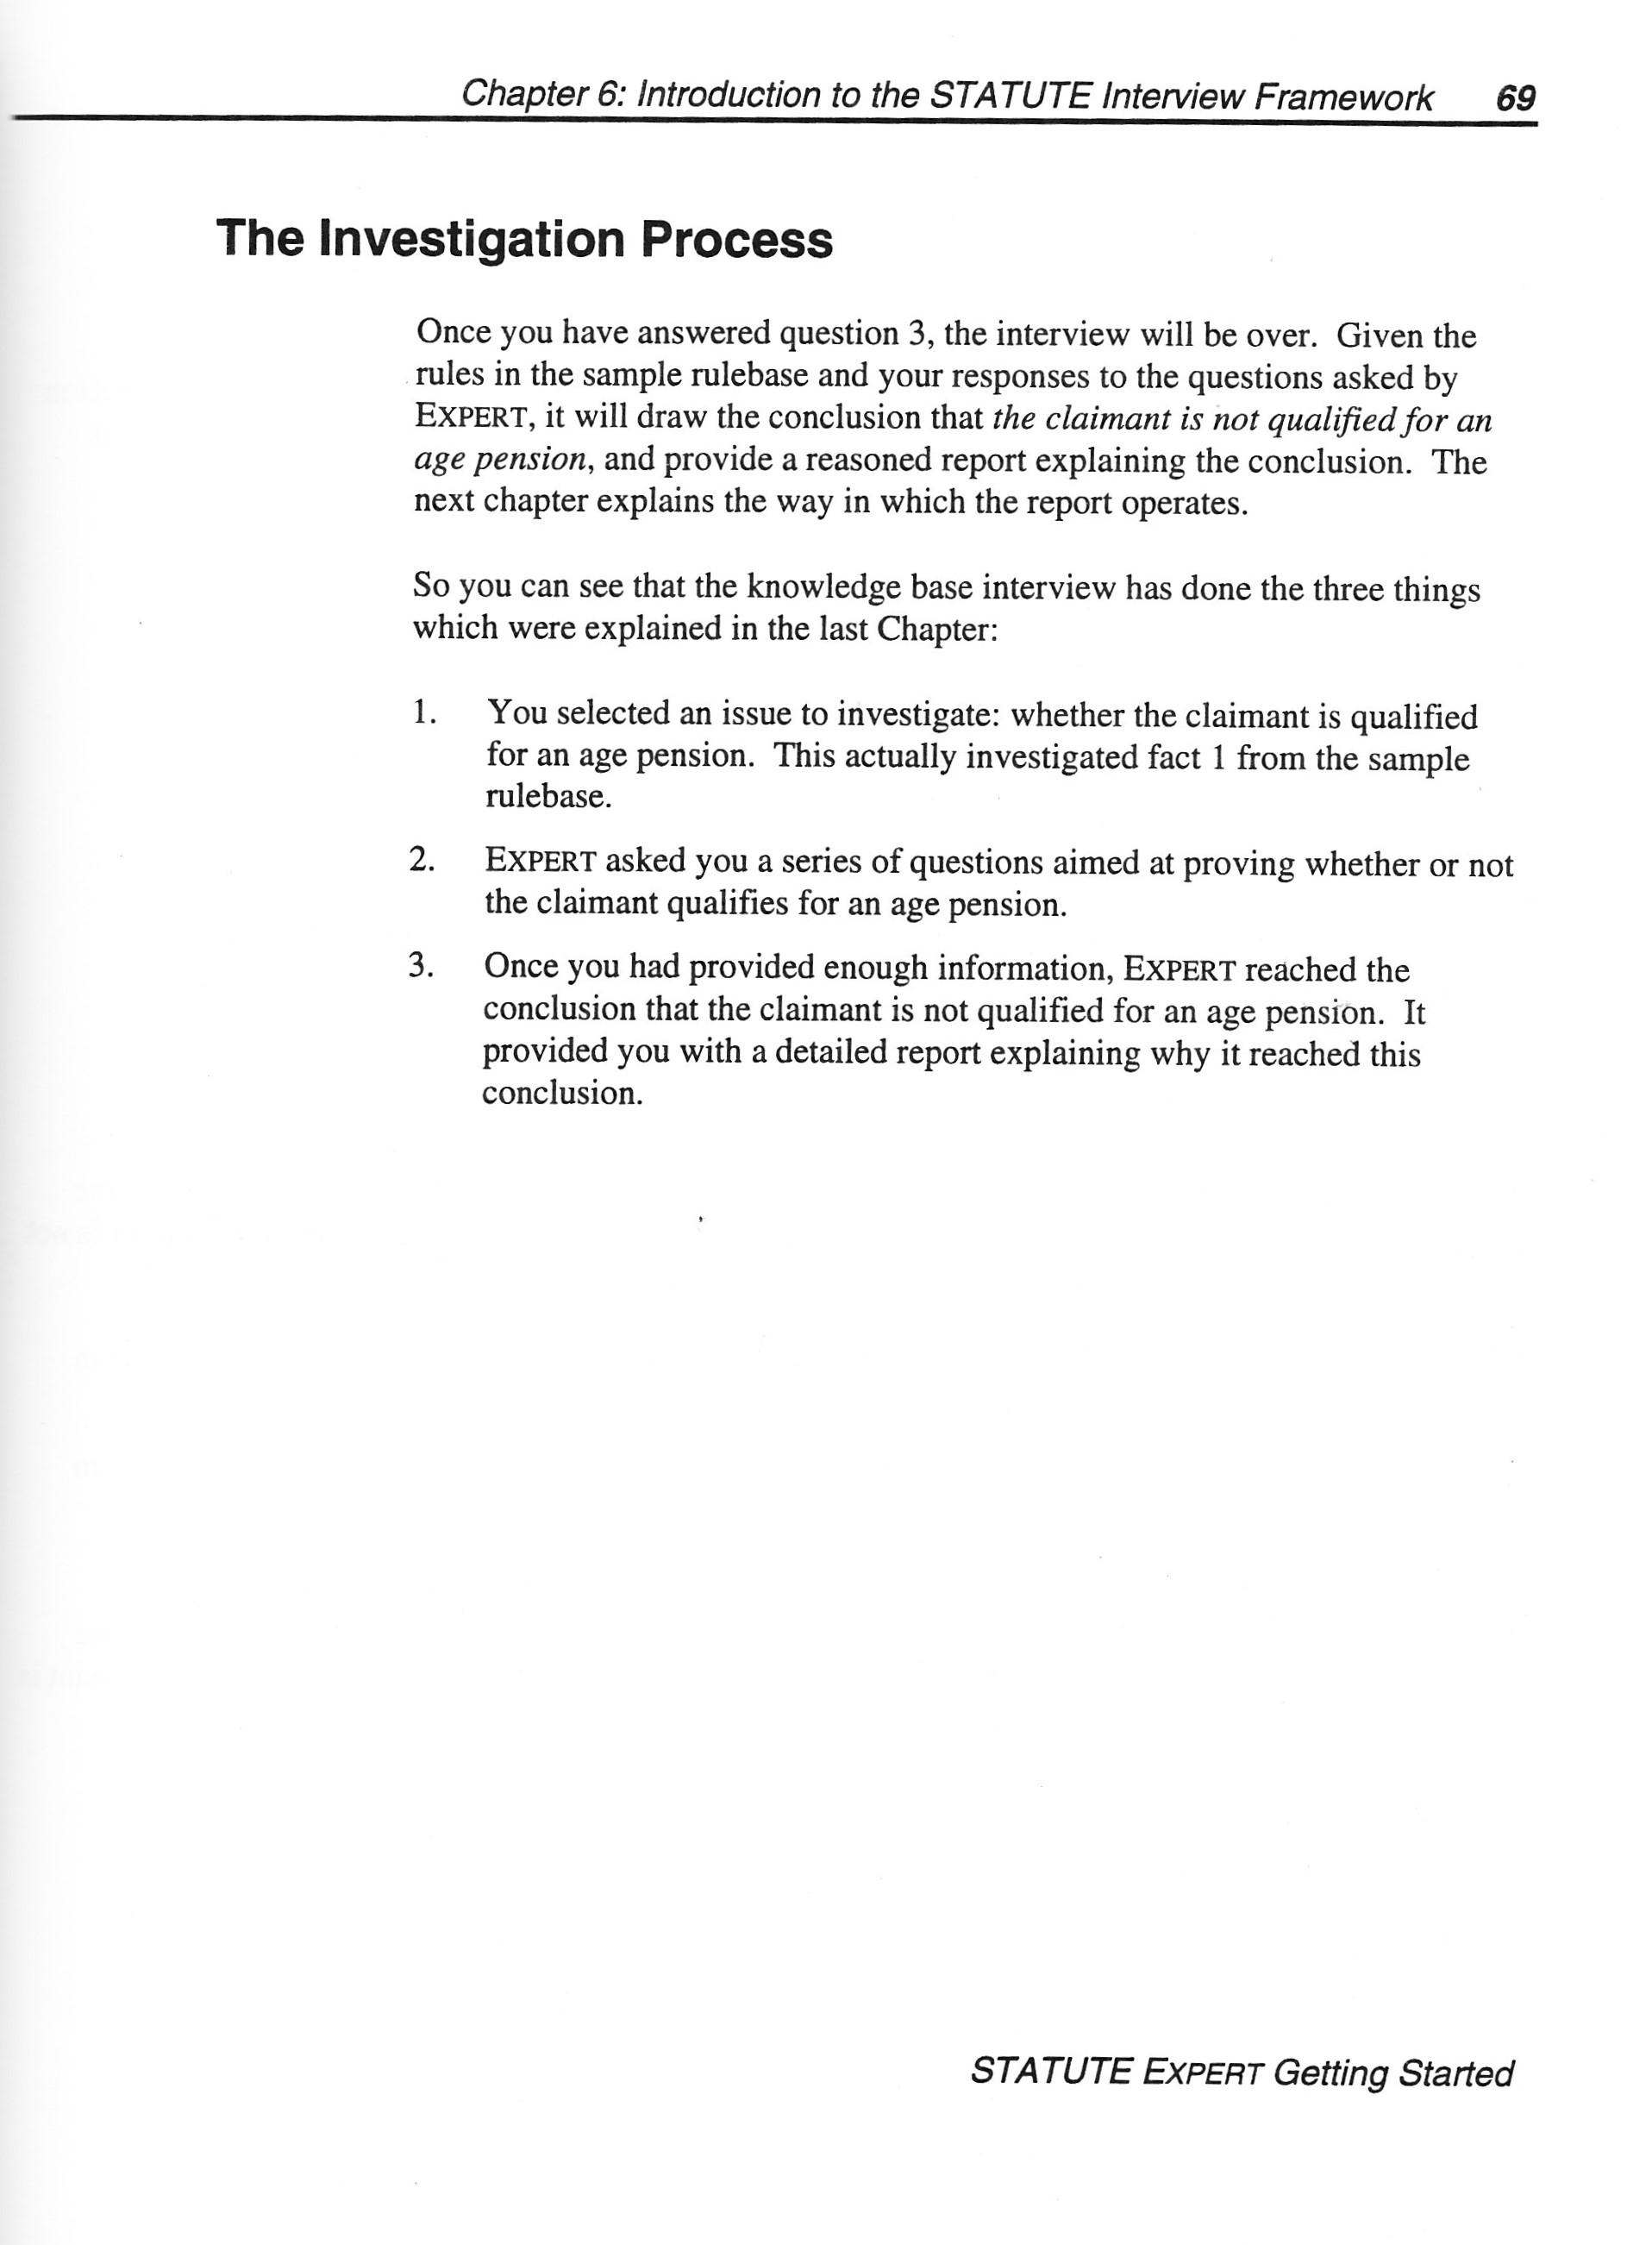 Chapter 6: Introduction to the STATUTE Interview Framework 69
The Investigation Process
Once you have answered question 3, the interview will be over. Given the
rules in the sample rulebase and your responses to the questions asked by
EXPERT, it will draw the conclusion that the claimant is not qualified for an
age pension, and provide a reasoned report explaining the conclusion. The
next chapter explains the way in which the report operates.
So you can see that the knowledge base interview has done the three things
which were explained in the last Chapter:
1. You selected an issue to investigate: whether the claimant is qualified
for an age pension. This actually investigated fact 1 from the sample
rulebase.
2. EXPERT asked you a series of questions aimed at proving whether or not
the claimant qualifies for an age pension.
3. Once you had provided enough information, EXPERT reached the
conclusion that the claimant is not qualified for an age pension. It
provided you with a detailed report explaining why it reached this
conclusion.
STATUTE EXPERT Getting Started